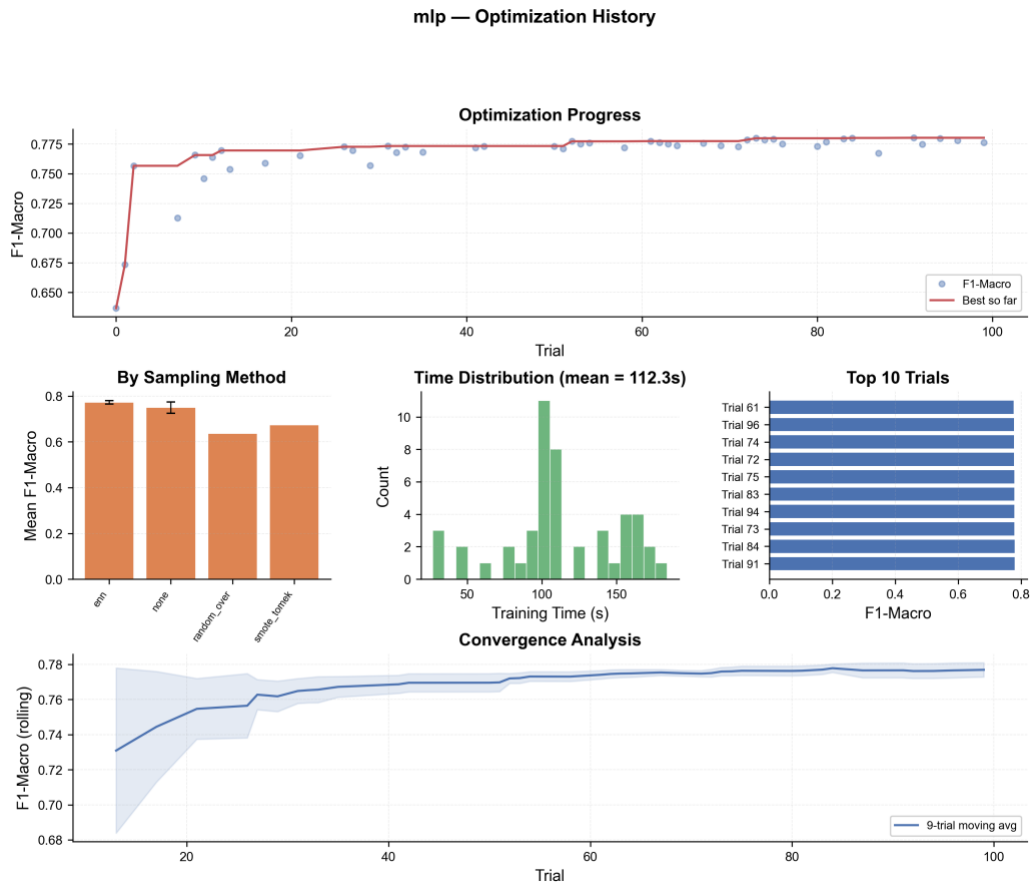 mlp — Optimization History
Optimization Progress
F1-Macro
0.775
0.750
0.725
0.700
0.675
0.650
F1-Macro
Best so far
0
20
40
60
80
100
Trial
By Sampling Method
Mean F1-Macro
0.8
0.6
0.4
0.2
0.0
enn
none
random_over
smote_tomek
Time Distribution (mean = 112.3s)
Count
10
8
6
4
2
0
50
100
150
Training Time (s)
Top 10 Trials
Trial 61
Trial 96
Trial 74
Trial 72
Trial 75
Trial 83
Trial 94
Trial 73
Trial 84
Trial 91
0.0
0.2
0.4
0.6
0.8
F1-Macro
Convergence Analysis
F1-Macro (rolling)
0.78
0.76
0.74
0.72
0.70
0.68
9-trial moving avg
20
40
60
80
100
Trial